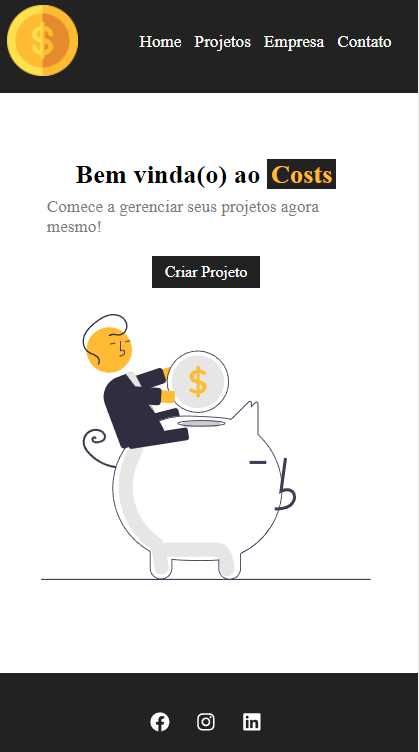 Home Projetos Empresa Contato
Bem vinda(o) ao Costs
Comece a gerenciar seus projetos agora
mesmo!
Criar Projeto
$